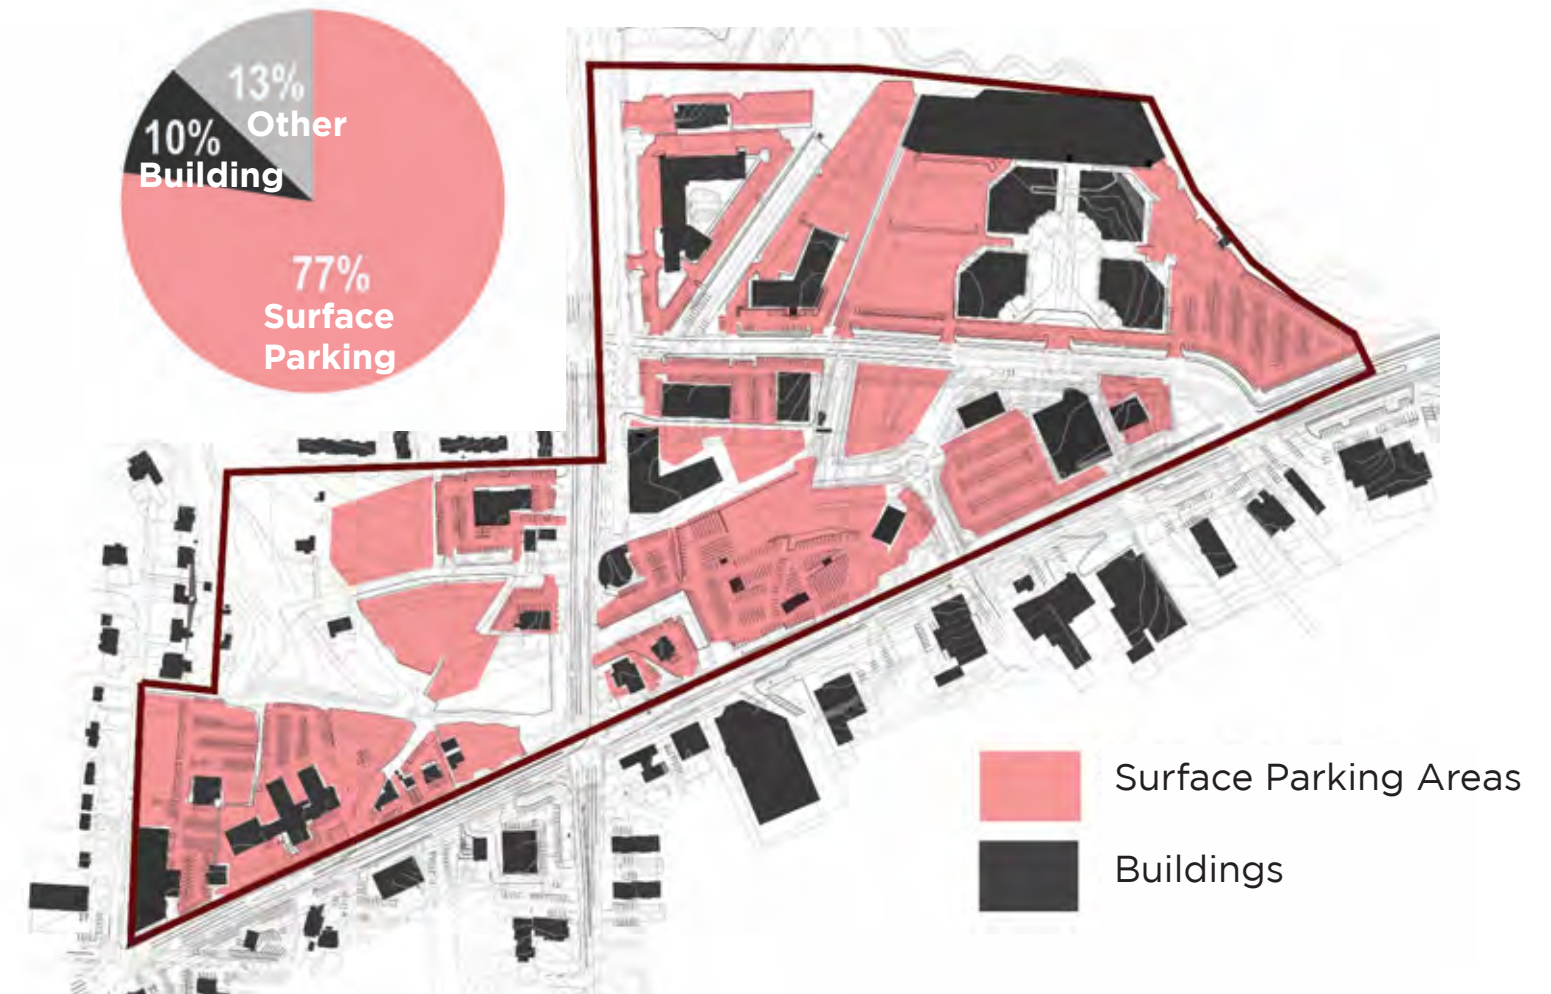 13%
Other
10%
Building
77%
Surface
Parking
Surface Parking Areas
Buildings